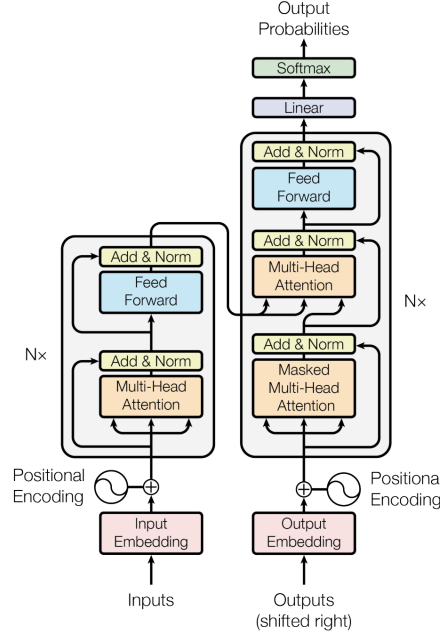 Output
Probabilities
Softmax
Linear
Add & Norm
Feed
Forward
Add & Norm
Multi-Head
Attention
Add & Norm
Masked
Multi-Head
Attention
N×
Add & Norm
Feed
Forward
N×
Add & Norm
Multi-Head
Attention
Positional
Encoding
Input
Embedding
Inputs
Positional
Encoding
Output
Embedding
Outputs
(shifted right)